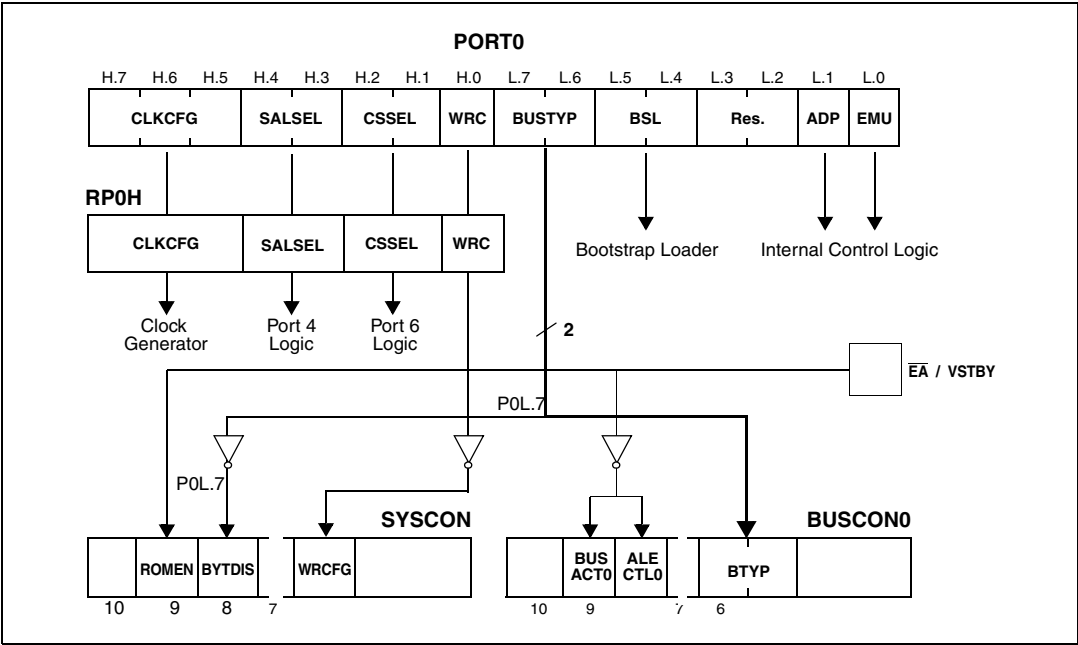 PORT0
H.7 H.6 H.5 H.4 H.3 H.2 H.1 H.0 L.7 L.6 L.5 L.4 L.3 L.2 L.1 L.0
CLKCFG SALSEL CSSEL WRC BUSTYP BSL Res. ADP EMU
RP0H
CLKCFG SALSEL CSSEL WRC
Bootstrap Loader Internal Control Logic
Clock Generator
Port 4 Logic
Port 6 Logic
2
EA / VSTBY
P0L.7
P0L.7
SYSCON BUSCON0
ROMEN BYTDIS WRCFG
BUS ACT0
ALE CTL0
BTYP
10 9 8 7 10 9 7 6